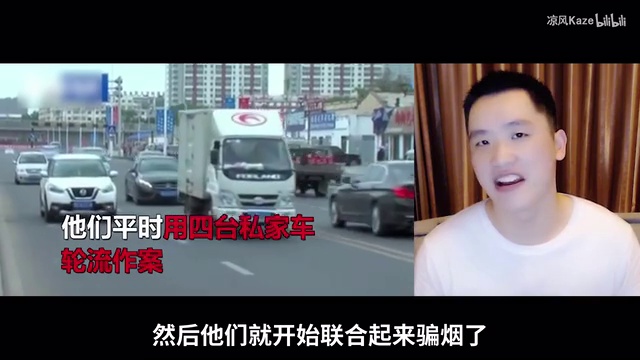 凉风Kaze bilibili
FORLAND
他们平时用四台私家车
轮流作案
然后他们就开始联合起来骗烟了